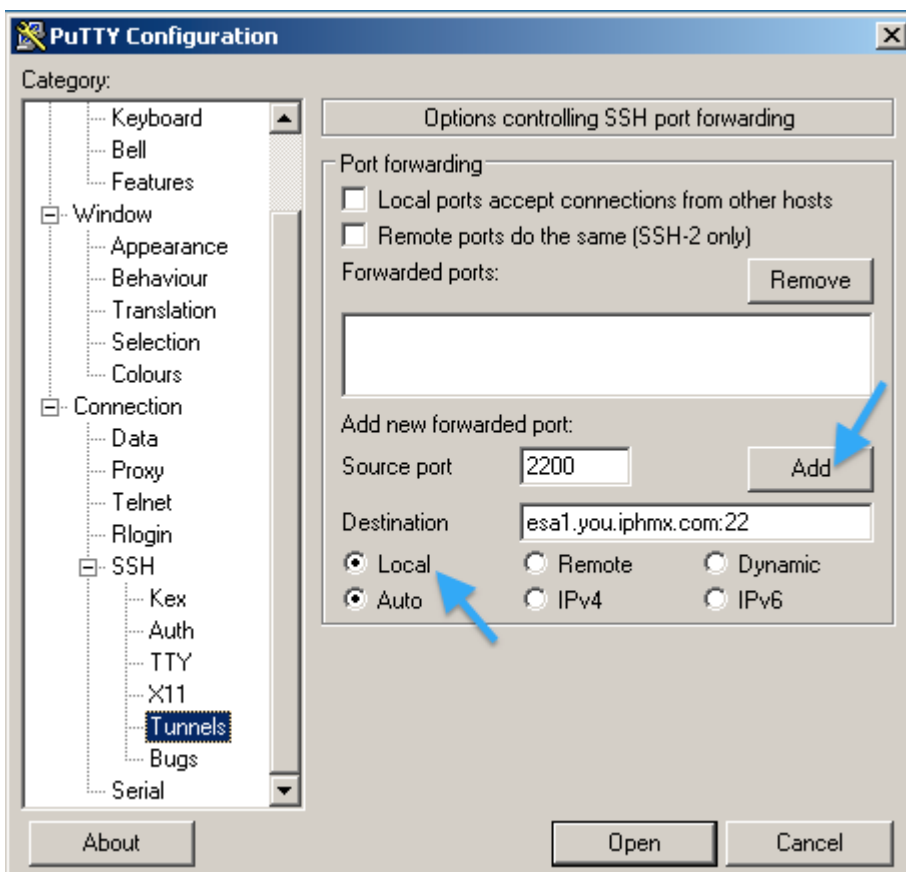 PuTTY Configuration
Category:
Keyboard
Bell
Features
Window
Appearance
Behaviour
Translation
Selection
Colours
Connection
Data
Proxy
Telnet
Rlogin
SSH
Kex
Auth
TTY
X11
Tunnels
Bugs
Serial
Options controlling SSH port forwarding
Port forwarding
Local ports accept connections from other hosts
Remote ports do the same (SSH-2 only)
Forwarded ports:
Remove
Add new forwarded port:
Source port 2200 Add
Destination esa1.you.iphmx.com:22
Local Remote Dynamic
Auto IPv4 IPv6
About Open Cancel